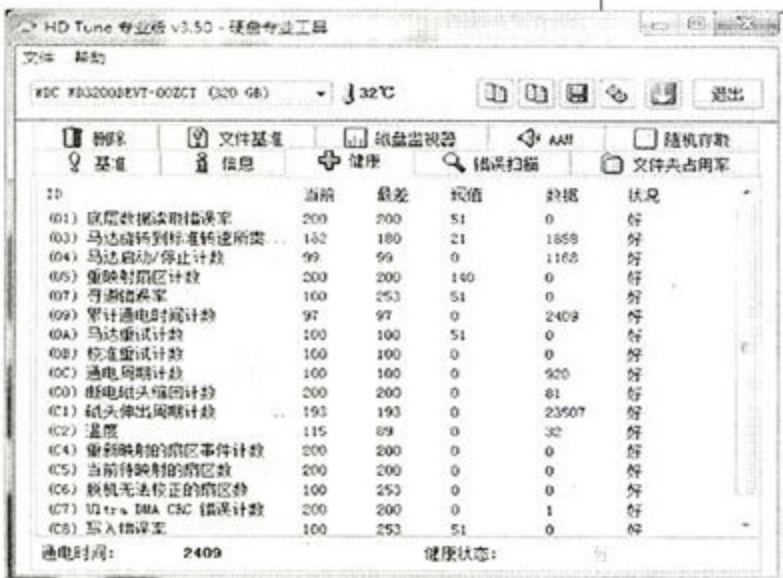 HD Tune 专业版 v3.50 - 硬盘专业工具
文件 帮助
WDC WD3200BEVT-00ZCT (320 GB) 32℃ 退出
删除 文件基准 磁盘监视器 AAM 随机存取
基准 信息 健康 错误扫描 文件夹占用率
ID 当前 最差 阈值 数据 状况
(01) 底层数据读取错误率 200 200 51 0 好
(03) 马达旋转到标准转速所需... 182 180 21 1858 好
(04) 马达启动/停止计数 99 99 0 1168 好
(05) 重映射扇区计数 200 200 140 0 好
(07) 寻道错误率 100 253 51 0 好
(09) 累计通电时间计数 97 97 0 2409 好
(0A) 马达重试计数 100 100 51 0 好
(0B) 校准重试计数 100 100 0 0 好
(0C) 通电周期计数 100 100 0 920 好
(C0) 断电磁头缩回计数 200 200 0 81 好
(C1) 磁头伸出周期计数 ... 193 193 0 23507 好
(C2) 温度 115 89 0 32 好
(C4) 重新映射的扇区事件计数 200 200 0 0 好
(C5) 当前待映射的扇区数 200 200 0 0 好
(C6) 脱机无法校正的扇区数 100 253 0 0 好
(C7) Ultra DMA CRC 错误计数 200 200 0 1 好
(C8) 写入错误率 100 253 51 0 好
通电时间: 2409 健康状态: